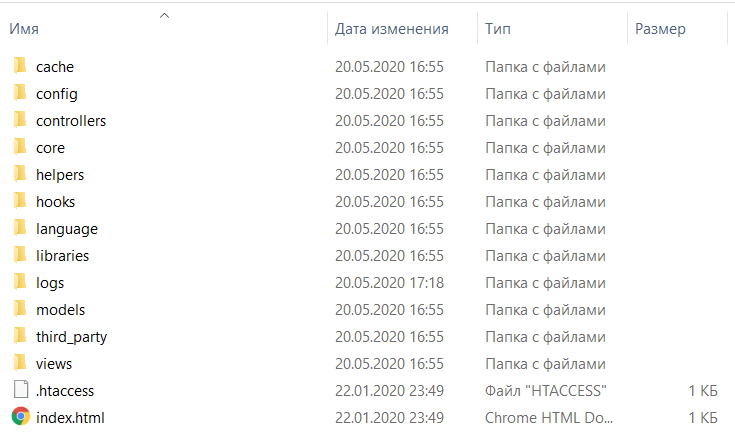 Имя Дата изменения Тип Размер
cache 20.05.2020 16:55 Папка с файлами
config 20.05.2020 16:55 Папка с файлами
controllers 20.05.2020 16:55 Папка с файлами
core 20.05.2020 16:55 Папка с файлами
helpers 20.05.2020 16:55 Папка с файлами
hooks 20.05.2020 16:55 Папка с файлами
language 20.05.2020 16:55 Папка с файлами
libraries 20.05.2020 16:55 Папка с файлами
logs 20.05.2020 17:18 Папка с файлами
models 20.05.2020 16:55 Папка с файлами
third_party 20.05.2020 16:55 Папка с файлами
views 20.05.2020 16:55 Папка с файлами
.htaccess 22.01.2020 23:49 Файл "HTACCESS" 1 КБ
index.html 22.01.2020 23:49 Chrome HTML Do... 1 КБ